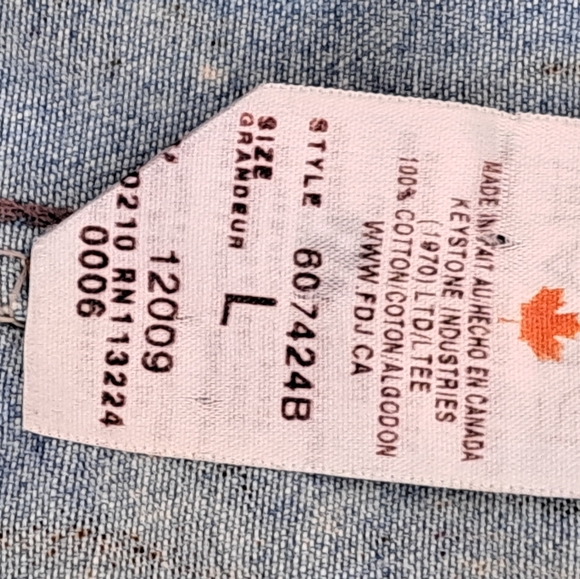 MADE IN/FAIT AU/HECHO EN CANADA
KEYSTONE INDUSTRIES
(1970) LTD/LTEE
100% COTTON/COTON/ALGODON
WWW.FDJ.CA
STYLE 607424B
SIZE
GRANDEUR L
12009
0210 RN113224
0006